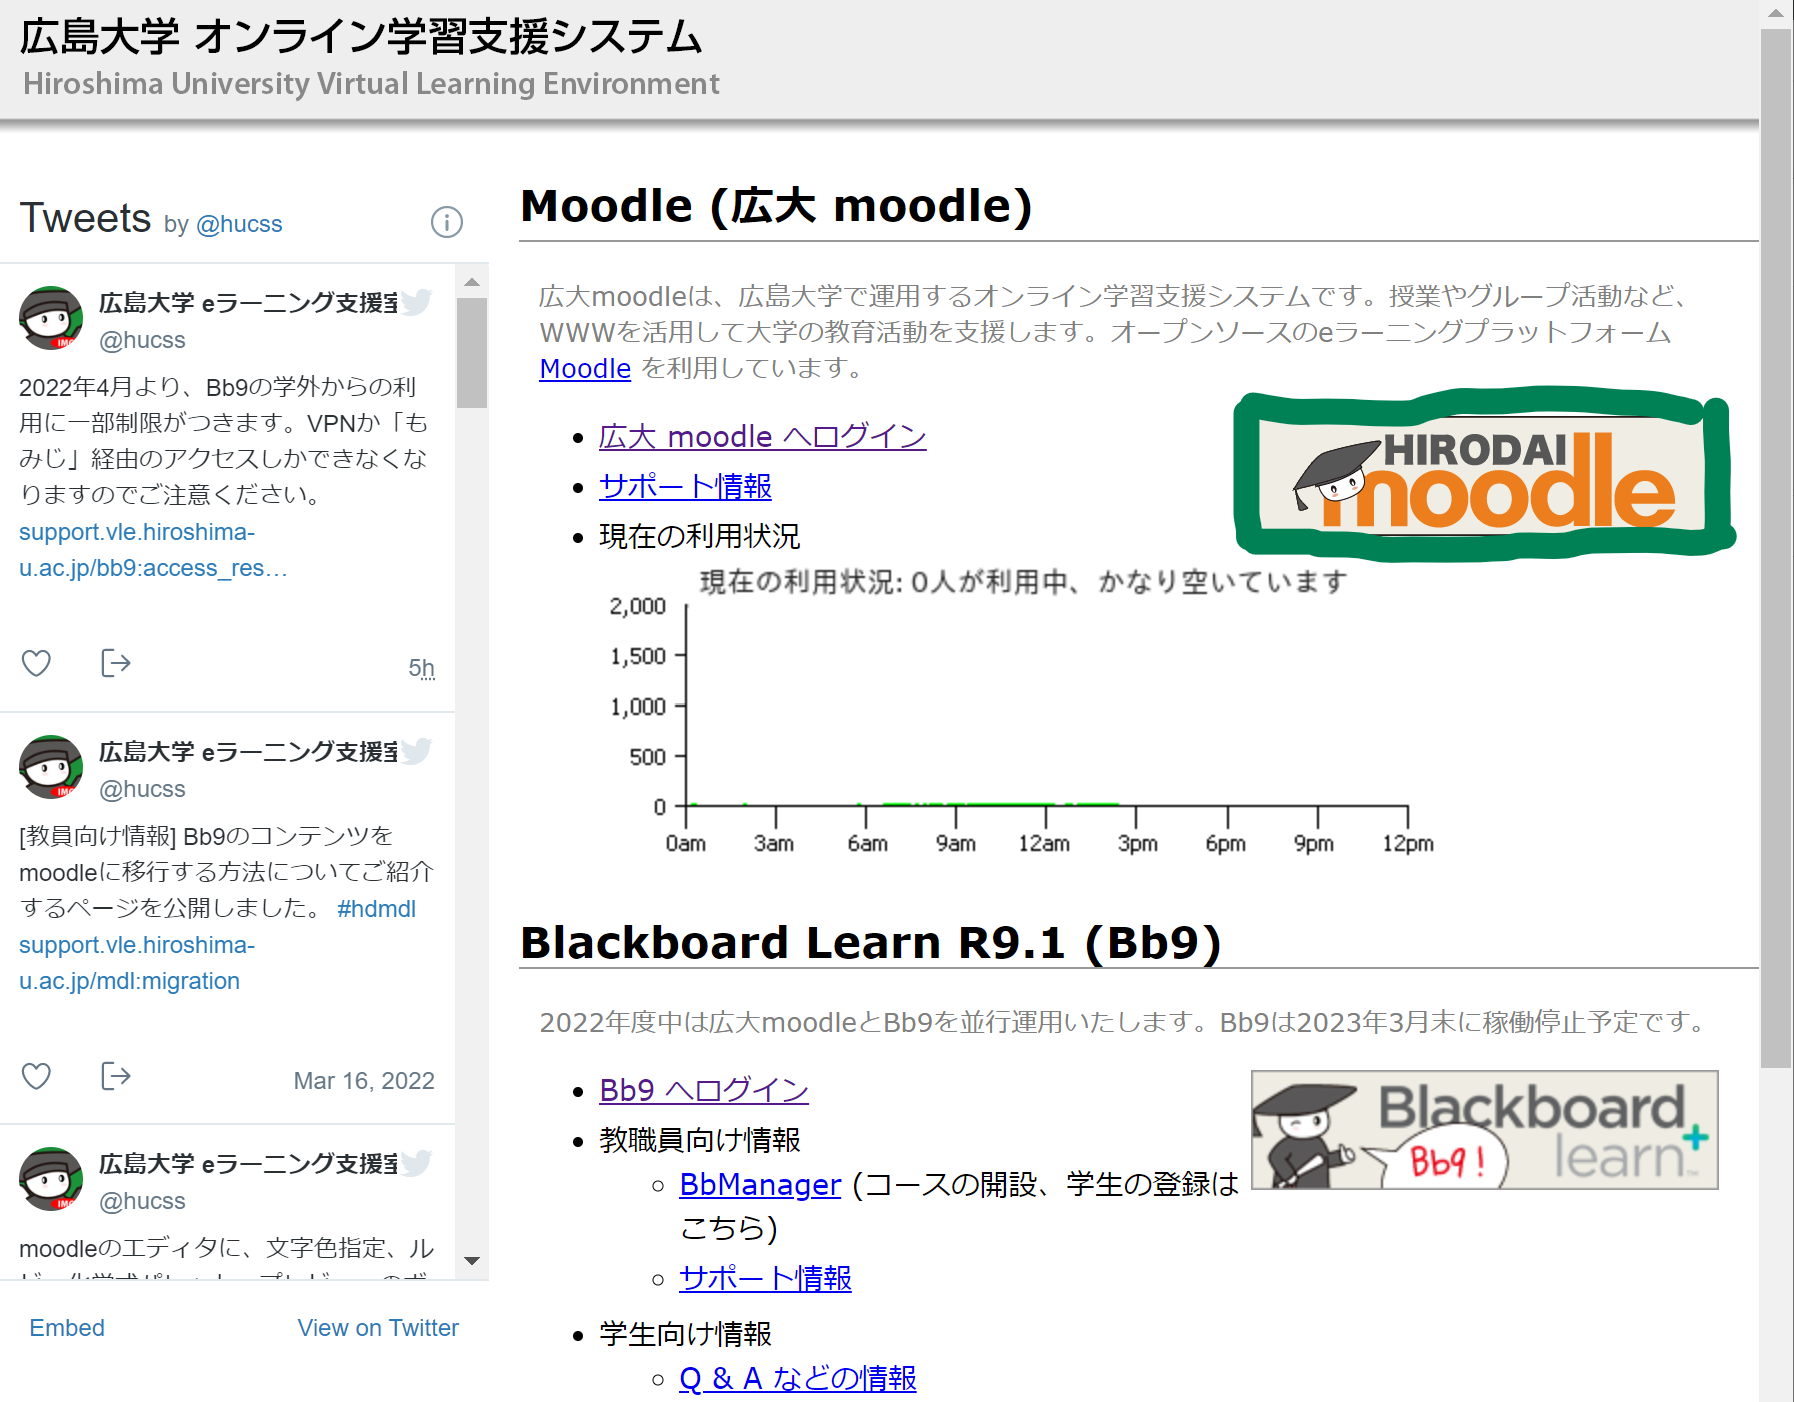 広島大学 オンライン学習支援システム
Hiroshima University Virtual Learning Environment
Tweets by @hucss
広島大学 eラーニング支援室
@hucss
2022年4月より、Bb9の学外からの利
用に一部制限がつきます。VPNか「も
みじ」経由のアクセスしかできなくな
りますのでご注意ください。
support.vle.hiroshima-
u.ac.jp/bb9:access_res…
5h
広島大学 eラーニング支援室
@hucss
[教員向け情報] Bb9のコンテンツを
moodleに移行する方法についてご紹介
するページを公開しました。 #hdmdl
support.vle.hiroshima-
u.ac.jp/mdl:migration
Mar 16, 2022
広島大学 eラーニング支援室
@hucss
moodleのエディタに、文字色指定、ル
Embed
View on Twitter
Moodle (広大 moodle)
広大moodleは、広島大学で運用するオンライン学習支援システムです。授業やグループ活動など、
WWWを活用して大学の教育活動を支援します。オープンソースのeラーニングプラットフォーム
Moodle を利用しています。
広大 moodle へログイン
サポート情報
現在の利用状況
HIRODAI
moodle
現在の利用状況: 0人が利用中、かなり空いています
2,000
1,500
1,000
500
0
0am 3am 6am 9am 12am 3pm 6pm 9pm 12pm
Blackboard Learn R9.1 (Bb9)
2022年度中は広大moodleとBb9を並行運用いたします。Bb9は2023年3月末に稼働停止予定です。
Bb9 へログイン
教職員向け情報
BbManager (コースの開設、学生の登録は
こちら)
サポート情報
学生向け情報
Q & A などの情報
Blackboard
learn+
Bb9!